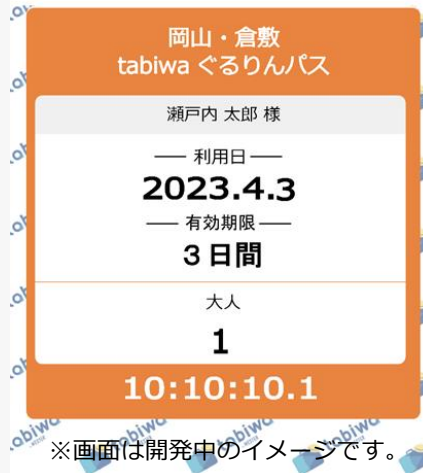 岡山・倉敷
tabiwa ぐるりんパス
瀬戸内 太郎 様
利用日
2023.4.3
有効期限
3日間
大人
1
10:10:10.1
※画面は開発中のイメージです。